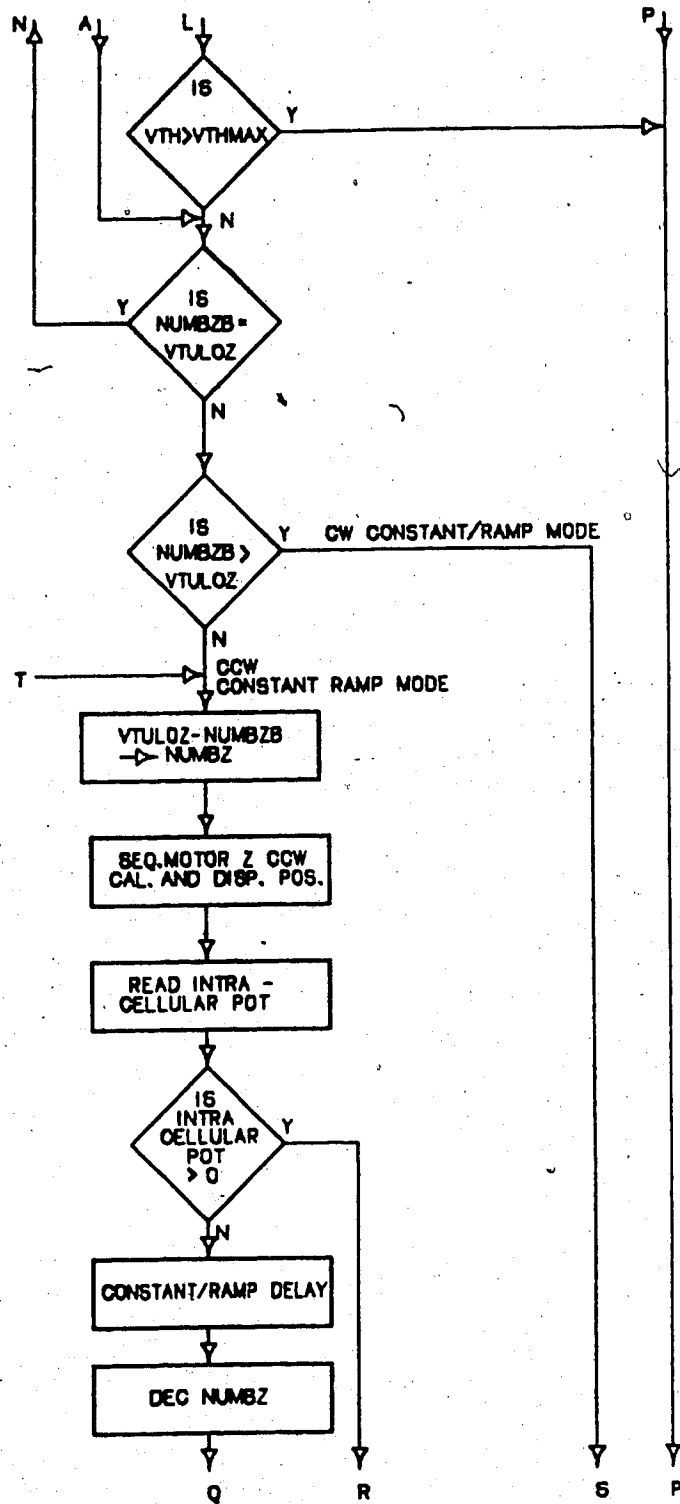 N A L P
IS
VTH>VTHMAX
Y
N
IS
NUMBZB=
VTULOZ
Y
N
IS
NUMBZB >
VTULOZ
Y CW CONSTANT/RAMP MODE
N
T
CCW
CONSTANT RAMP MODE
VTULOZ-NUMBZB
NUMBZ
SEQ.MOTOR Z CCW
CAL. AND DISP. POS.
READ INTRA -
CELLULAR POT
IS
INTRA
CELLULAR
POT
> 0
Y
N
CONSTANT/RAMP DELAY
DEC NUMBZ
Q R S P